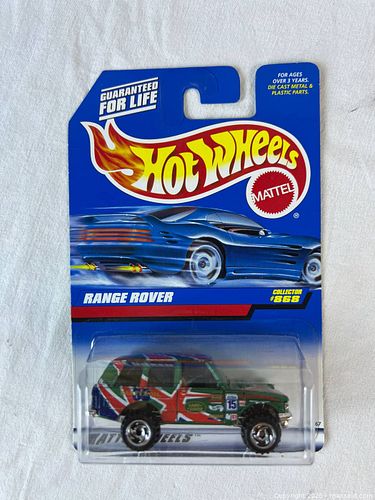 GUARANTEED
FOR LIFE
FOR AGES
OVER 3 YEARS.
DIE CAST METAL &
PLASTIC PARTS.
HOT WHEELS
MATTEL
®
RANGE ROVER
COLLECTOR
#868
15